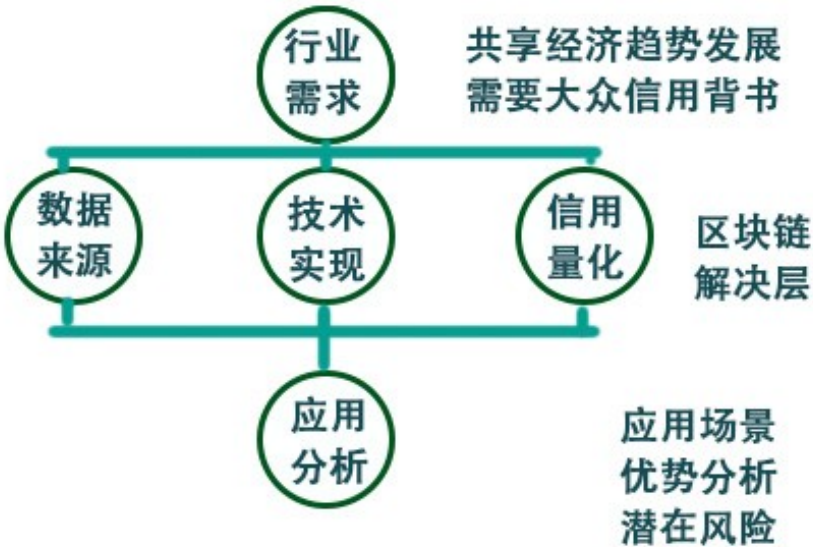 行业
需求
共享经济趋势发展
需要大众信用背书
数据
来源
技术
实现
信用
量化
区块链
解决层
应用
分析
应用场景
优势分析
潜在风险